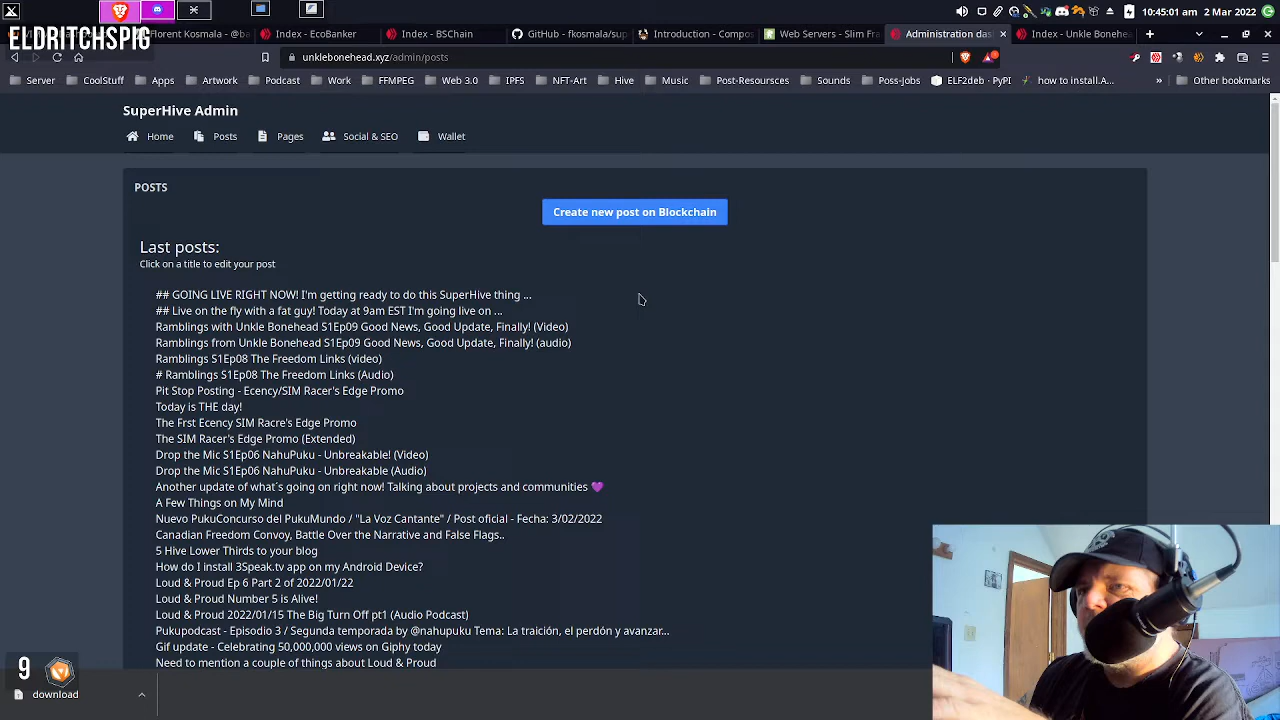 10:45:01 am 2 Mar 2022
ELDRITCHSPIG
Florent Kosmala - @ba
Index - EcoBanker
Index - BSChain
GitHub - fkosmala/sup
Introduction - Compos
Web Servers - Slim Fra
Administration das
Index - Unkle Bonehea
unklebonehead.xyz/admin/posts
Server
CoolStuff
Apps
Artwork
Podcast
Work
FFMPEG
Web 3.0
IPFS
NFT-Art
Hive
Music
Post-Resoursces
Sounds
Poss-Jobs
ELF2deb · PyPI
how to install.A...
»
Other bookmarks
SuperHive Admin
Home
Posts
Pages
Social & SEO
Wallet
POSTS
Create new post on Blockchain
Last posts:
Click on a title to edit your post
## GOING LIVE RIGHT NOW! I'm getting ready to do this SuperHive thing ...
## Live on the fly with a fat guy! Today at 9am EST I'm going live on ...
Ramblings with Unkle Bonehead S1Ep09 Good News, Good Update, Finally! (Video)
Ramblings from Unkle Bonehead S1Ep09 Good News, Good Update, Finally! (audio)
Ramblings S1Ep08 The Freedom Links (video)
# Ramblings S1Ep08 The Freedom Links (Audio)
Pit Stop Posting - Ecency/SIM Racer's Edge Promo
Today is THE day!
The Frst Ecency SIM Racre's Edge Promo
The SIM Racer's Edge Promo (Extended)
Drop the Mic S1Ep06 NahuPuku - Unbreakable! (Video)
Drop the Mic S1Ep06 NahuPuku - Unbreakable (Audio)
Another update of what´s going on right now! Talking about projects and communities 💜
A Few Things on My Mind
Nuevo PukuConcurso del PukuMundo / "La Voz Cantante" / Post oficial - Fecha: 3/02/2022
Canadian Freedom Convoy, Battle Over the Narrative and False Flags..
5 Hive Lower Thirds to your blog
How do I install 3Speak.tv app on my Android Device?
Loud & Proud Ep 6 Part 2 of 2022/01/22
Loud & Proud Number 5 is Alive!
Loud & Proud 2022/01/15 The Big Turn Off pt1 (Audio Podcast)
Pukupodcast - Episodio 3 / Segunda temporada by @nahupuku Tema: La traición, el perdón y avanzar...
Gif update - Celebrating 50,000,000 views on Giphy today
Need to mention a couple of things about Loud & Proud
9
download